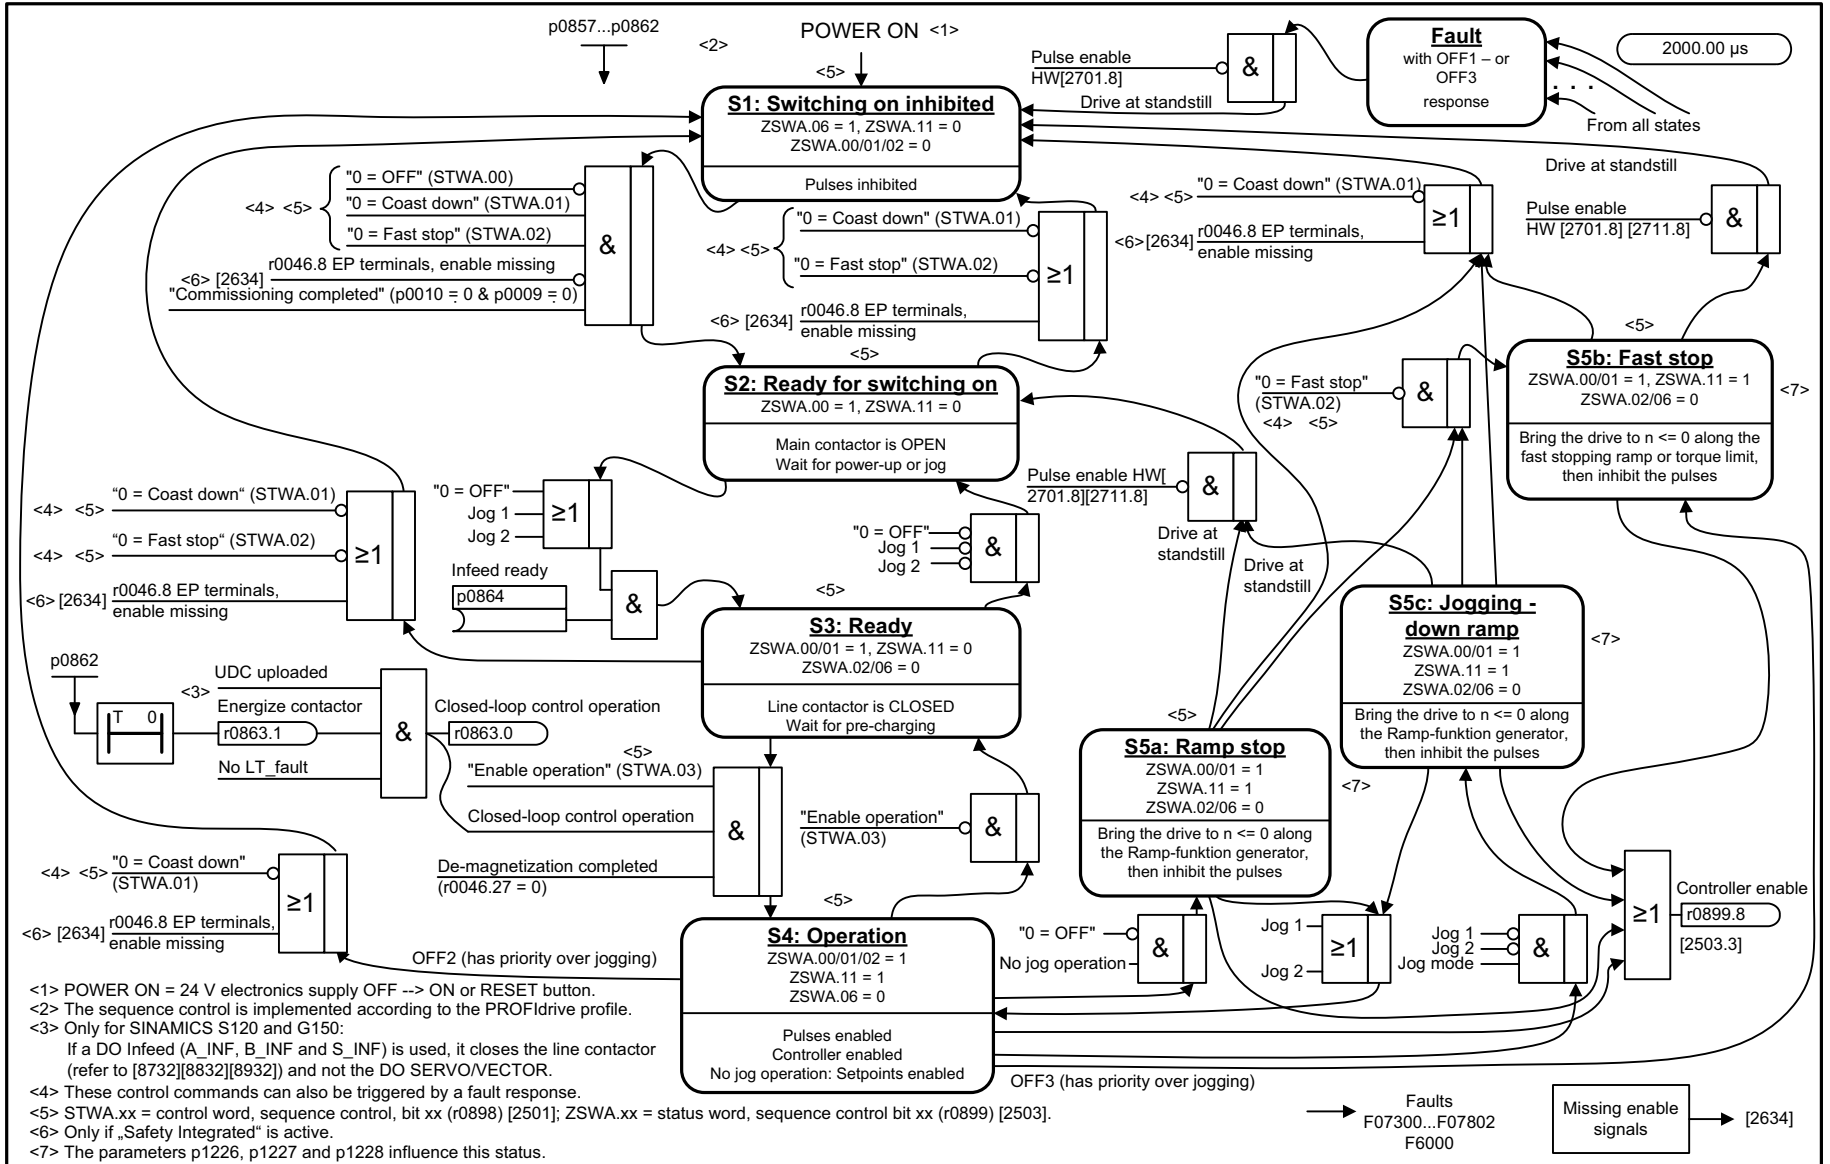 p0857...p0862
<2>
POWER ON <1>
<5>
Pulse enable
HW[2701.8]
&
Drive at standstill
Fault
with OFF1 – or
OFF3
response
2000.00 µs
. . .
From all states
S1: Switching on inhibited
ZSWA.06 = 1, ZSWA.11 = 0
ZSWA.00/01/02 = 0
Pulses inhibited
<4> <5>
"0 = OFF" (STWA.00)
"0 = Coast down" (STWA.01)
"0 = Fast stop" (STWA.02)
r0046.8 EP terminals, enable missing
<6> [2634]
"Commissioning completed" (p0010 = 0 & p0009 = 0)
&
<4> <5>
"0 = Coast down" (STWA.01)
"0 = Fast stop" (STWA.02)
<6> [2634]
r0046.8 EP terminals,
enable missing
≥1
<4> <5>
"0 = Coast down" (STWA.01)
<6>[2634]
r0046.8 EP terminals,
enable missing
≥1
Drive at standstill
Pulse enable
HW [2701.8] [2711.8]
&
<5>
S2: Ready for switching on
ZSWA.00 = 1, ZSWA.11 = 0
Main contactor is OPEN
Wait for power-up or jog
"0 = Fast stop"
(STWA.02)
<4> <5>
&
<5>
S5b: Fast stop
ZSWA.00/01 = 1, ZSWA.11 = 1
ZSWA.02/06 = 0
Bring the drive to n <= 0 along the
fast stopping ramp or torque limit,
then inhibit the pulses
<7>
<4> <5>
“0 = Coast down“ (STWA.01)
<4> <5>
“0 = Fast stop“ (STWA.02)
<6> [2634]
r0046.8 EP terminals,
enable missing
≥1
"0 = OFF"
Jog 1
Jog 2
≥1
Infeed ready
p0864
&
"0 = OFF"
Jog 1
Jog 2
&
Pulse enable HW[
2701.8][2711.8]
&
Drive at
standstill
Drive at
standstill
<5>
S3: Ready
ZSWA.00/01 = 1, ZSWA.11 = 0
ZSWA.02/06 = 0
Line contactor is CLOSED
Wait for pre-charging
S5c: Jogging -
down ramp
ZSWA.00/01 = 1
ZSWA.11 = 1
ZSWA.02/06 = 0
Bring the drive to n <= 0 along
the Ramp-funktion generator,
then inhibit the pulses
<7>
p0862
T 0
<3>
UDC uploaded
Energize contactor
r0863.1
No LT_fault
&
Closed-loop control operation
r0863.0
<5>
"Enable operation" (STWA.03)
Closed-loop control operation
De-magnetization completed
(r0046.27 = 0)
&
"Enable operation"
(STWA.03)
&
<5>
S5a: Ramp stop
ZSWA.00/01 = 1
ZSWA.11 = 1
ZSWA.02/06 = 0
Bring the drive to n <= 0 along
the Ramp-funktion generator,
then inhibit the pulses
<7>
<4> <5>
"0 = Coast down"
(STWA.01)
<6> [2634]
r0046.8 EP terminals,
enable missing
≥1
OFF2 (has priority over jogging)
<5>
S4: Operation
ZSWA.00/01/02 = 1
ZSWA.11 = 1
ZSWA.06 = 0
Pulses enabled
Controller enabled
No jog operation: Setpoints enabled
"0 = OFF"
No jog operation
&
Jog 1
Jog 2
≥1
Jog 1
Jog 2
Jog mode
&
≥1
Controller enable
r0899.8
[2503.3]
OFF3 (has priority over jogging)
<1> POWER ON = 24 V electronics supply OFF --> ON or RESET button.
<2> The sequence control is implemented according to the PROFIdrive profile.
<3> Only for SINAMICS S120 and G150:
If a DO Infeed (A_INF, B_INF and S_INF) is used, it closes the line contactor
(refer to [8732][8832][8932]) and not the DO SERVO/VECTOR.
<4> These control commands can also be triggered by a fault response.
<5> STWA.xx = control word, sequence control, bit xx (r0898) [2501]; ZSWA.xx = status word, sequence control bit xx (r0899) [2503].
<6> Only if „Safety Integrated“ is active.
<7> The parameters p1226, p1227 and p1228 influence this status.
Faults
F07300...F07802
F6000
Missing enable
signals
[2634]